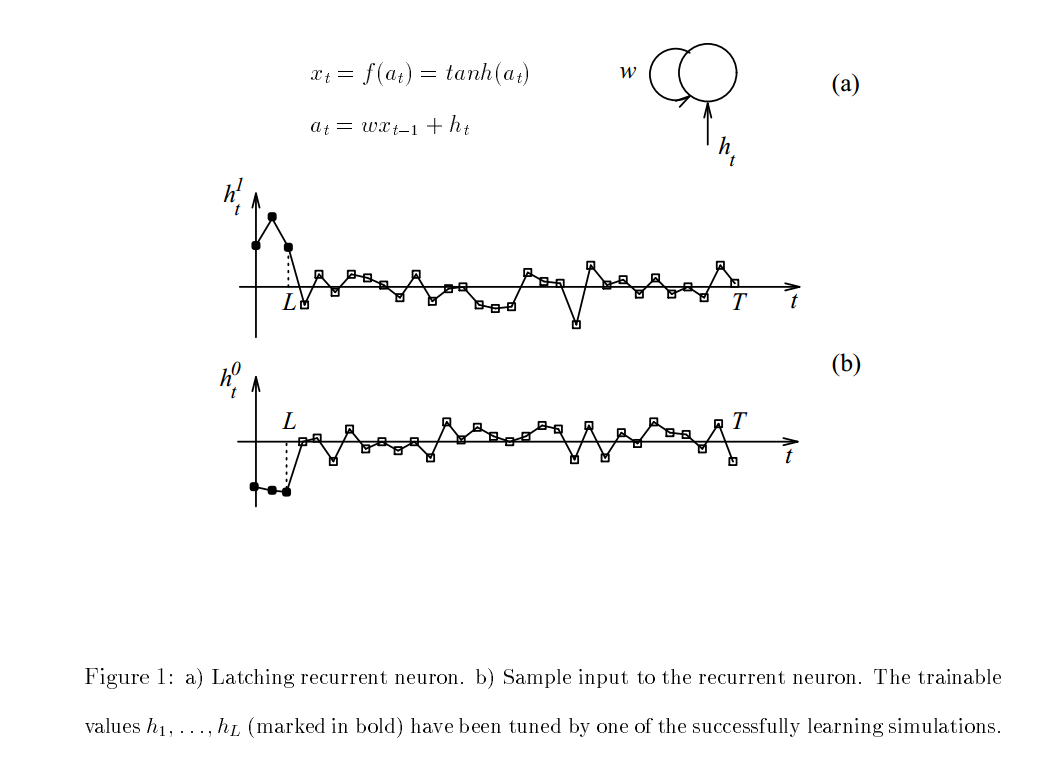 x_t = f(a_t) = tanh(a_t)
w
(a)
a_t = wx_{t-1} + h_t
h_t
h_t^1
L
T
t
(b)
h_t^0
L
T
t
Figure 1: a) Latching recurrent neuron. b) Sample input to the recurrent neuron. The trainable
values h_1, ..., h_L (marked in bold) have been tuned by one of the successfully learning simulations.